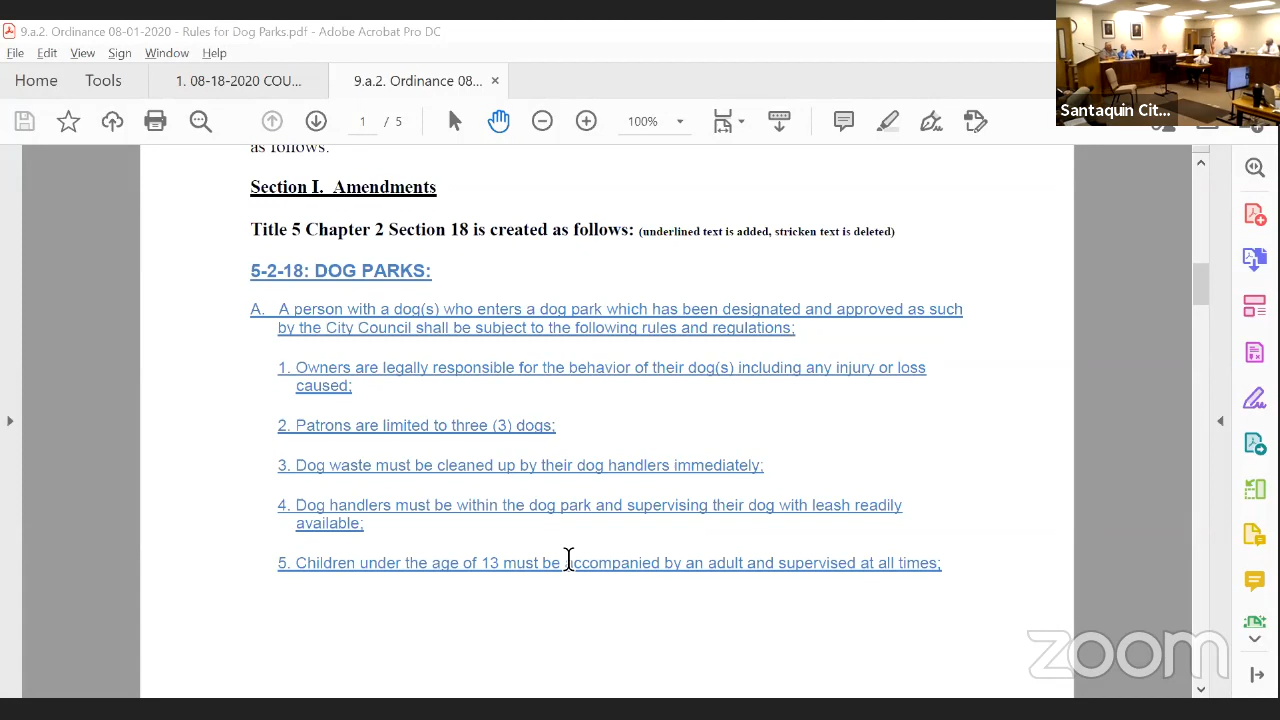 9.a.2. Ordinance 08-01-2020 - Rules for Dog Parks.pdf - Adobe Acrobat Pro DC
File Edit View Sign Window Help
Home Tools 1. 08-18-2020 COU... 9.a.2. Ordinance 08... ×
Santaquin Cit...
1 / 5 100%
as follows.
Section I. Amendments
Title 5 Chapter 2 Section 18 is created as follows: (underlined text is added, stricken text is deleted)
5-2-18: DOG PARKS:
A. A person with a dog(s) who enters a dog park which has been designated and approved as such
by the City Council shall be subject to the following rules and regulations;
1. Owners are legally responsible for the behavior of their dog(s) including any injury or loss
caused;
2. Patrons are limited to three (3) dogs;
3. Dog waste must be cleaned up by their dog handlers immediately;
4. Dog handlers must be within the dog park and supervising their dog with leash readily
available;
5. Children under the age of 13 must be accompanied by an adult and supervised at all times;
zoom